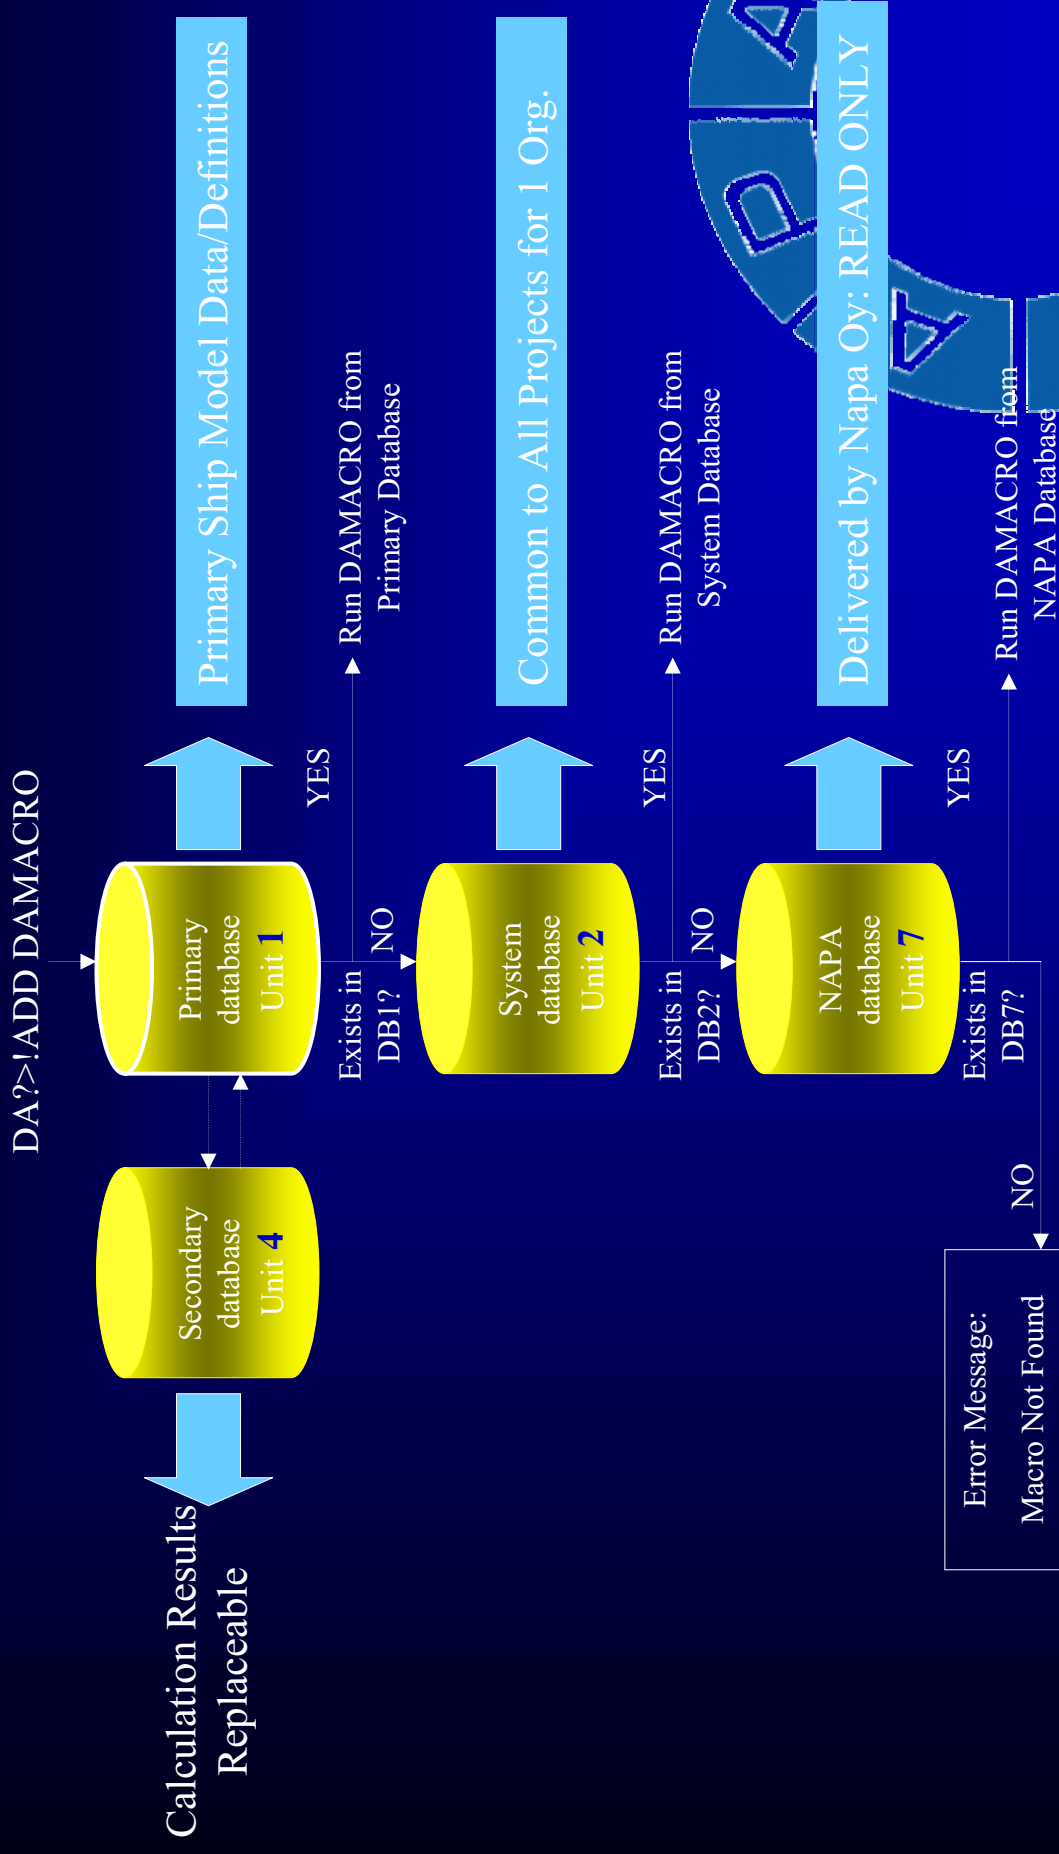 DA?>!ADD DAMACRO
Calculation Results
Replaceable
Secondary
database
Unit 4
Primary
database
Unit 1
Primary Ship Model Data/Definitions
Exists in
DB1?
NO
YES
Run DAMACRO from
Primary Database
System
database
Unit 2
Common to All Projects for 1 Org.
Exists in
DB2?
NO
YES
Run DAMACRO from
System Database
NAPA
database
Unit 7
Delivered by Napa Oy: READ ONLY
Exists in
DB7?
YES
Run DAMACRO from
NAPA Database
NO
Error Message:
Macro Not Found